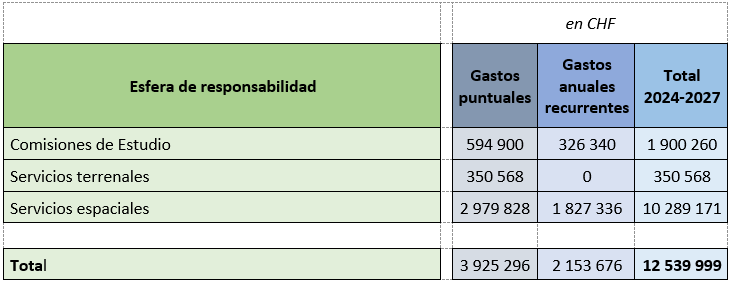 en CHF
Esfera de responsabilidad Gastos puntuales Gastos anuales recurrentes Total 2024-2027
Comisiones de Estudio 594 900 326 340 1 900 260
Servicios terrenales 350 568 0 350 568
Servicios espaciales 2 979 828 1 827 336 10 289 171
Total 3 925 296 2 153 676 12 539 999